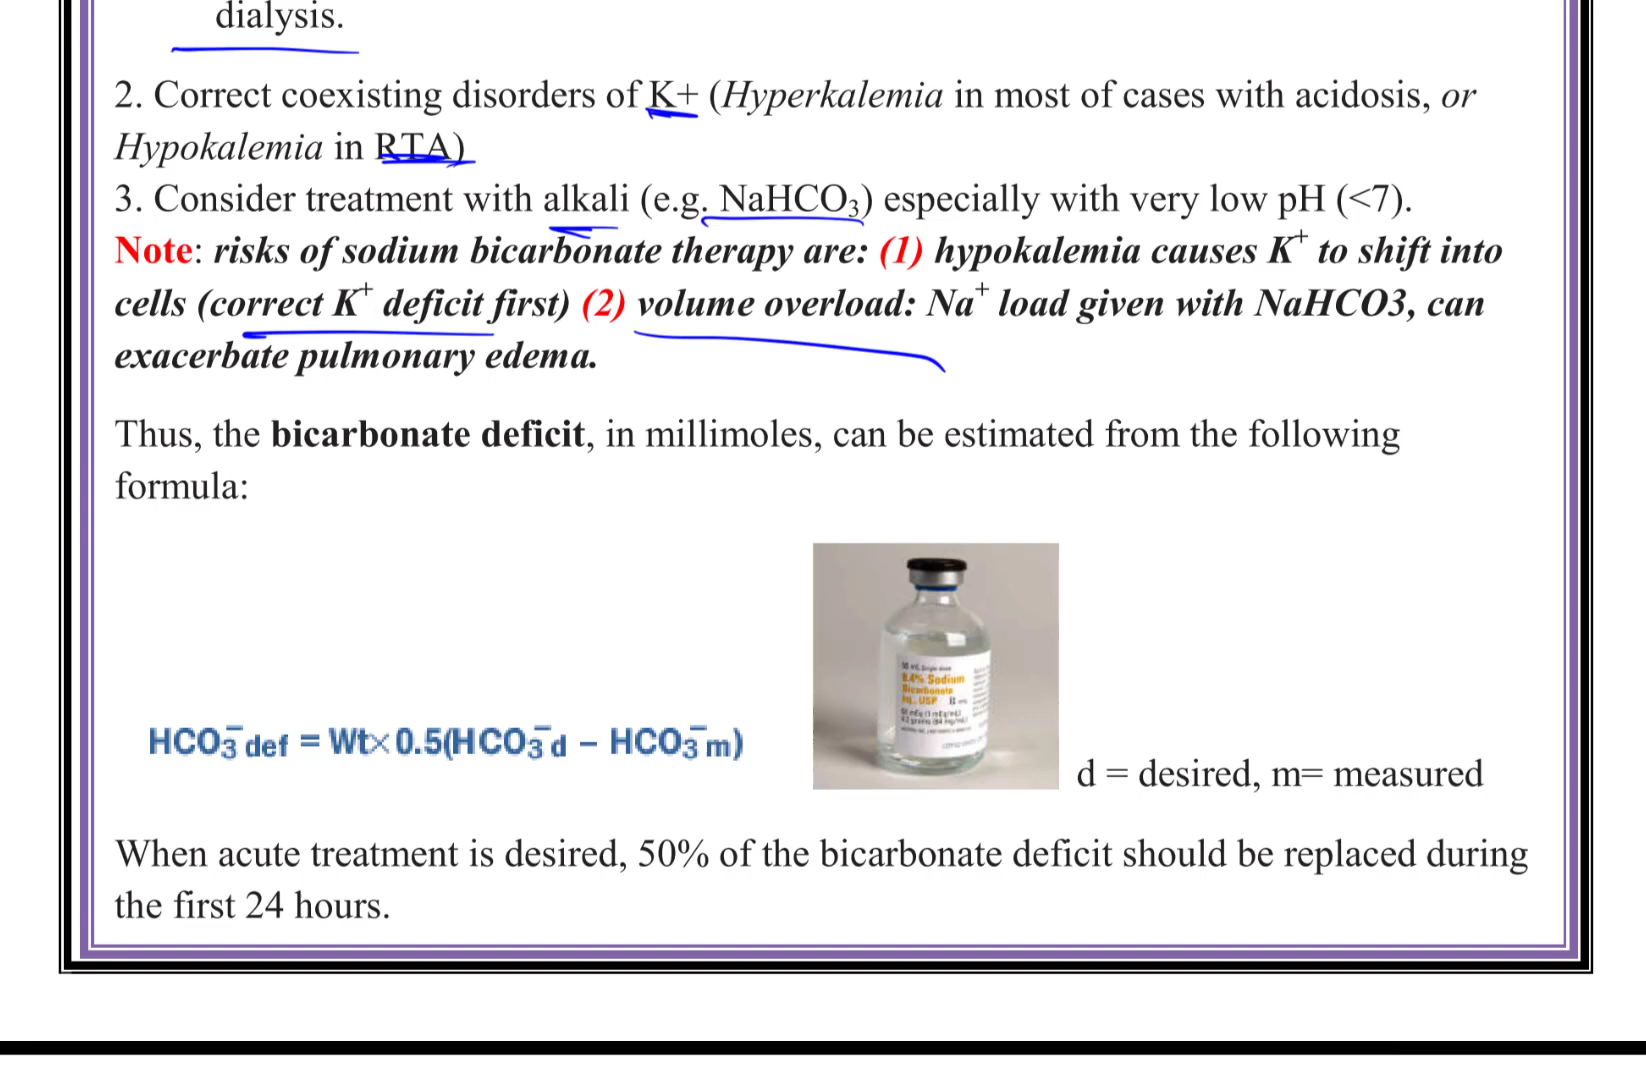 dialysis.
2. Correct coexisting disorders of K+ (Hyperkalemia in most of cases with acidosis, or
Hypokalemia in RTA)
3. Consider treatment with alkali (e.g. NaHCO₃) especially with very low pH (<7).
Note: risks of sodium bicarbonate therapy are: (1) hypokalemia causes K⁺ to shift into
cells (correct K⁺ deficit first) (2) volume overload: Na⁺ load given with NaHCO3, can
exacerbate pulmonary edema.
Thus, the bicarbonate deficit, in millimoles, can be estimated from the following
formula:
8.4% Sodium
Bicarbonate
Inj., USP
HCO₃⁻ def = Wt× 0.5(HCO₃⁻ d – HCO₃⁻ m)
d = desired, m= measured
When acute treatment is desired, 50% of the bicarbonate deficit should be replaced during
the first 24 hours.